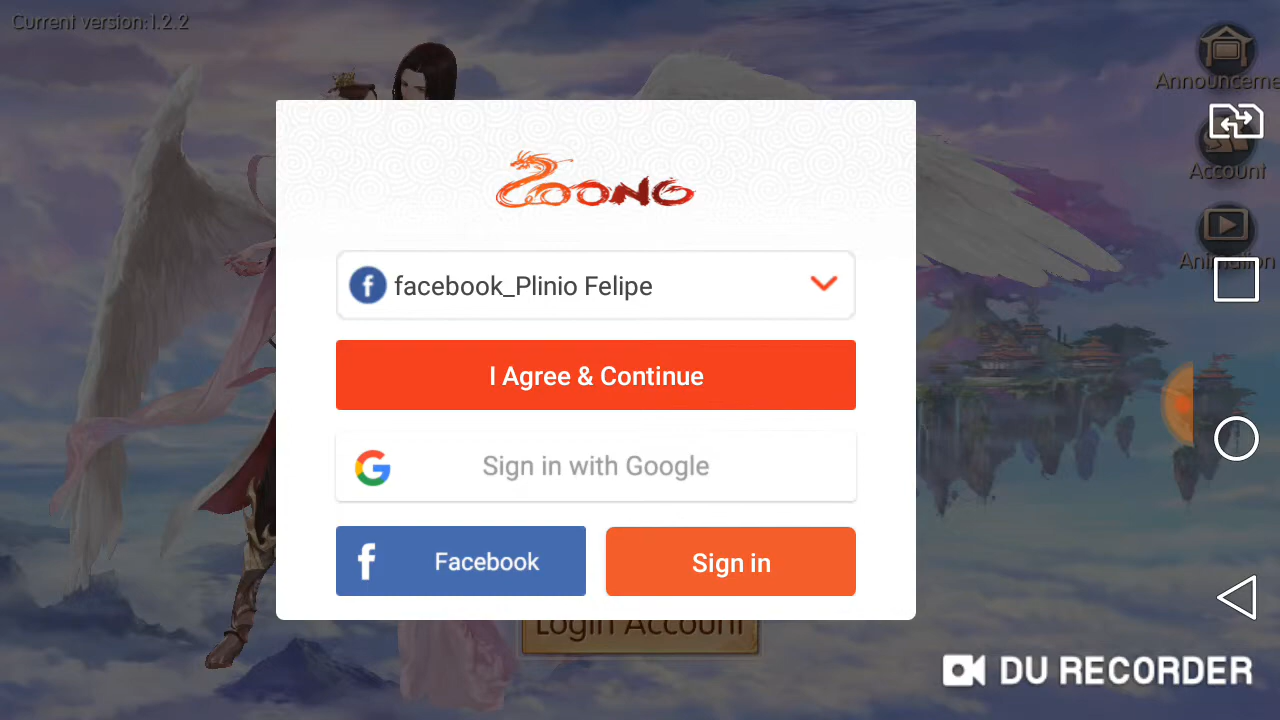 Current version:1.2.2
Announceme
Account
Animation
ZOONG
facebook_Plinio Felipe
I Agree & Continue
Sign in with Google
Facebook
Sign in
Login Account
DU RECORDER